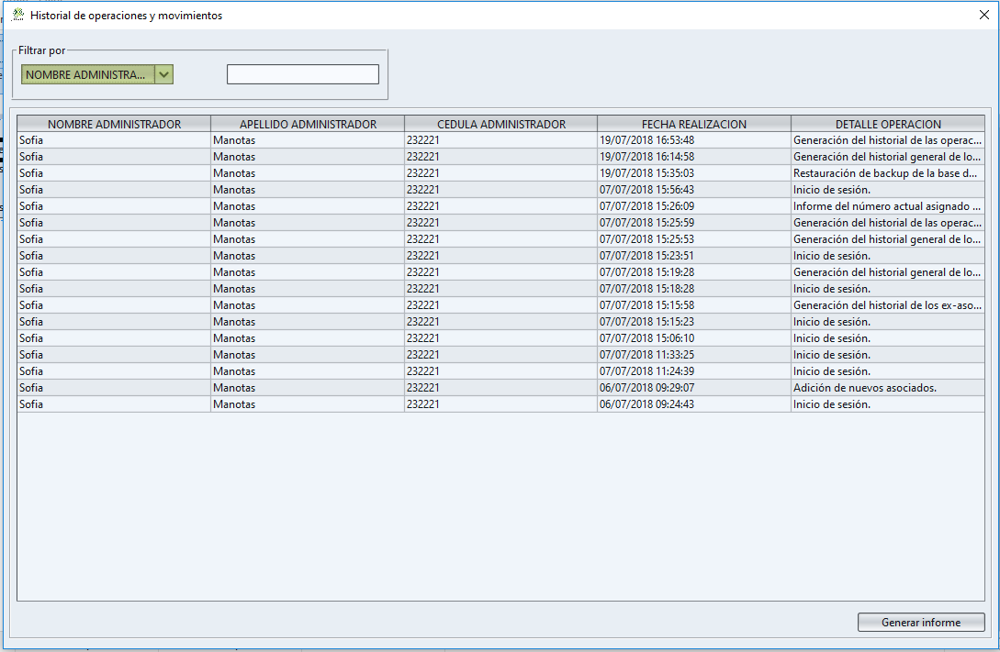 Historial de operaciones y movimientos
Filtrar por
NOMBRE ADMINISTRA...
NOMBRE ADMINISTRADOR APELLIDO ADMINISTRADOR CEDULA ADMINISTRADOR FECHA REALIZACION DETALLE OPERACION
Sofia Manotas 232221 19/07/2018 16:53:48 Generación del historial de las operac...
Sofia Manotas 232221 19/07/2018 16:14:58 Generación del historial general de lo...
Sofia Manotas 232221 19/07/2018 15:35:03 Restauración de backup de la base d...
Sofia Manotas 232221 07/07/2018 15:56:43 Inicio de sesión.
Sofia Manotas 232221 07/07/2018 15:26:09 Informe del número actual asignado ...
Sofia Manotas 232221 07/07/2018 15:25:59 Generación del historial de las operac...
Sofia Manotas 232221 07/07/2018 15:25:53 Generación del historial general de lo...
Sofia Manotas 232221 07/07/2018 15:23:51 Inicio de sesión.
Sofia Manotas 232221 07/07/2018 15:19:28 Generación del historial general de lo...
Sofia Manotas 232221 07/07/2018 15:18:28 Inicio de sesión.
Sofia Manotas 232221 07/07/2018 15:15:58 Generación del historial de los ex-aso...
Sofia Manotas 232221 07/07/2018 15:15:23 Inicio de sesión.
Sofia Manotas 232221 07/07/2018 15:06:10 Inicio de sesión.
Sofia Manotas 232221 07/07/2018 11:33:25 Inicio de sesión.
Sofia Manotas 232221 07/07/2018 11:24:39 Inicio de sesión.
Sofia Manotas 232221 06/07/2018 09:29:07 Adición de nuevos asociados.
Sofia Manotas 232221 06/07/2018 09:24:43 Inicio de sesión.
Generar informe